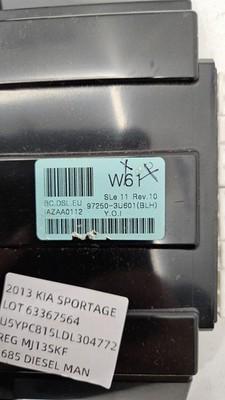 W61
SLe 11 Rev.10
BC.DSL.EU 97250-3U601(BLH)
IAZAA0112 Y.O.I
2013 KIA SPORTAGE
LOT 63367564
U5YPC815LDL304772
REG MJ13SKF
685 DIESEL MAN